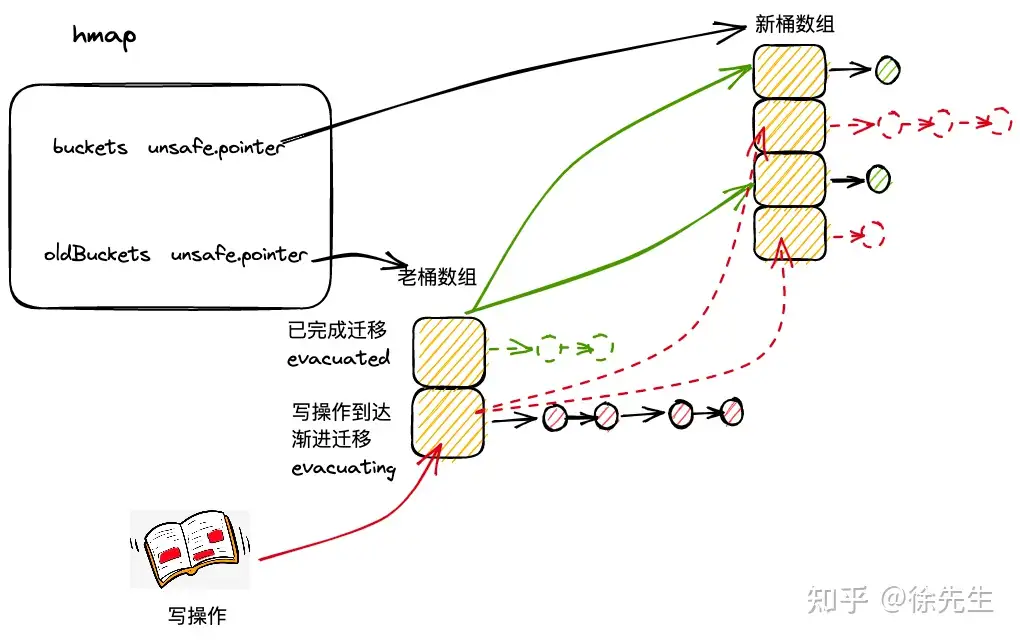 hmap
新桶数组
buckets unsafe.pointer
oldBuckets unsafe.pointer
老桶数组
已完成迁移
evacuated
写操作到达
渐进迁移
evacuating
写操作
知乎 @徐先生